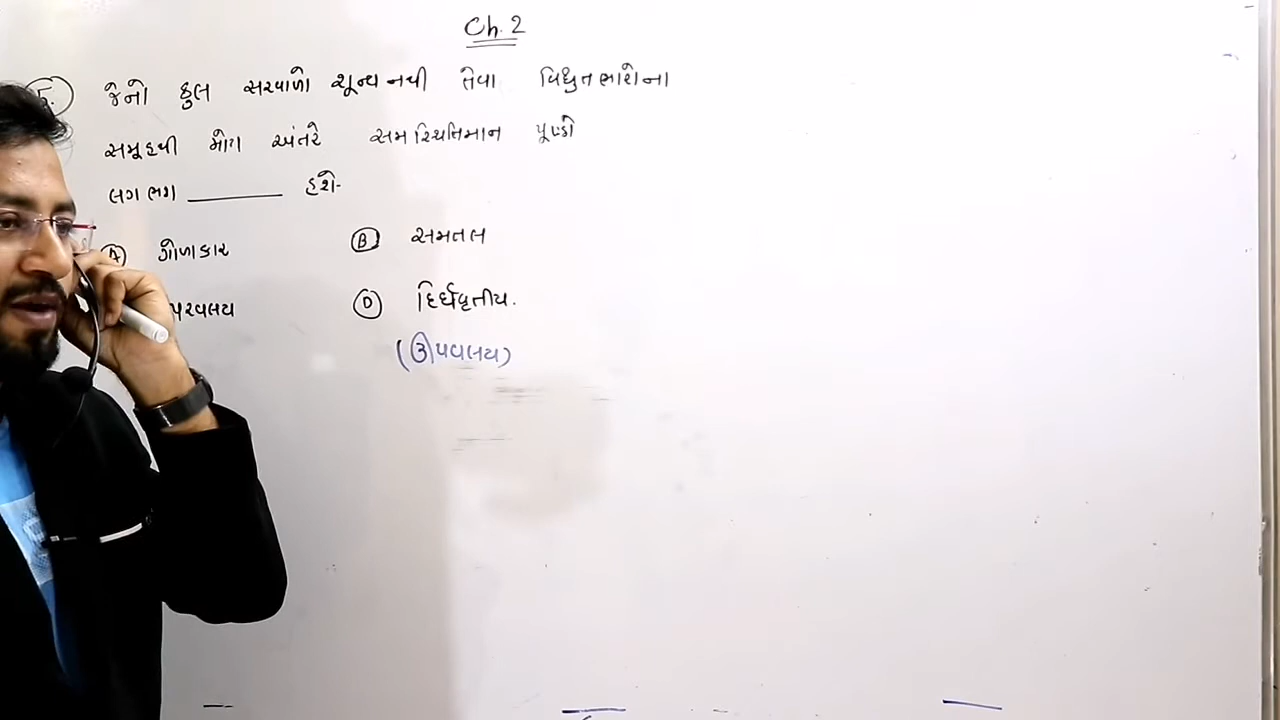 Ch. 2
જેનો કુલ સરવાળો શૂન્ય નથી તેવા વિધુતભારોના
સમૂહથી મોટા અંતરે સમસ્થિતિમાન પૃષ્ઠો
લગભગ ________ હશે.
A ગોળાકાર B સમતલ
પરવલય D દિર્ઘવૃતીય.
(ઉપવલય)